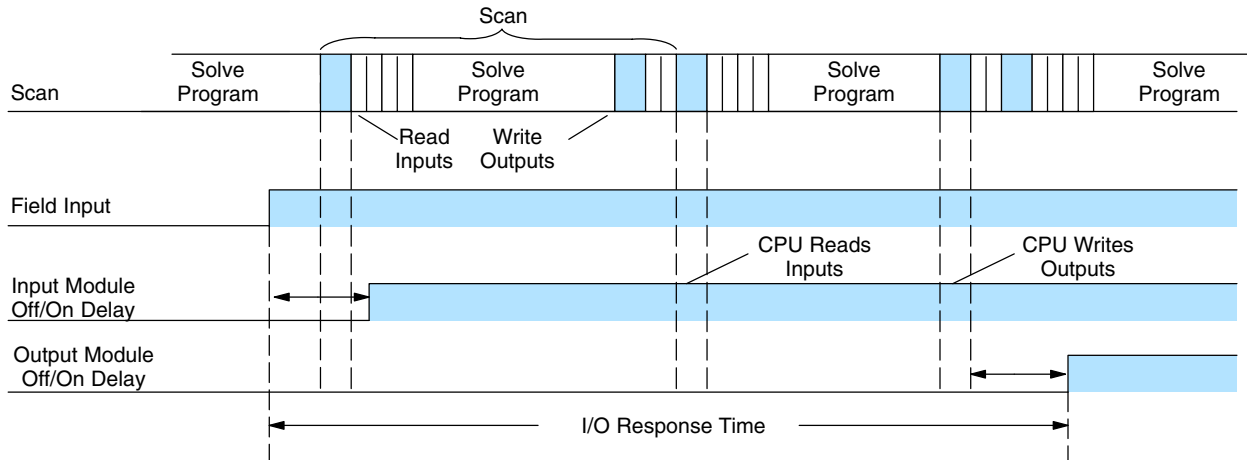 Scan
Scan
Solve
Program
Solve
Program
Solve
Program
Solve
Program
Read
Inputs
Write
Outputs
Field Input
CPU Reads
Inputs
CPU Writes
Outputs
Input Module
Off/On Delay
Output Module
Off/On Delay
I/O Response Time